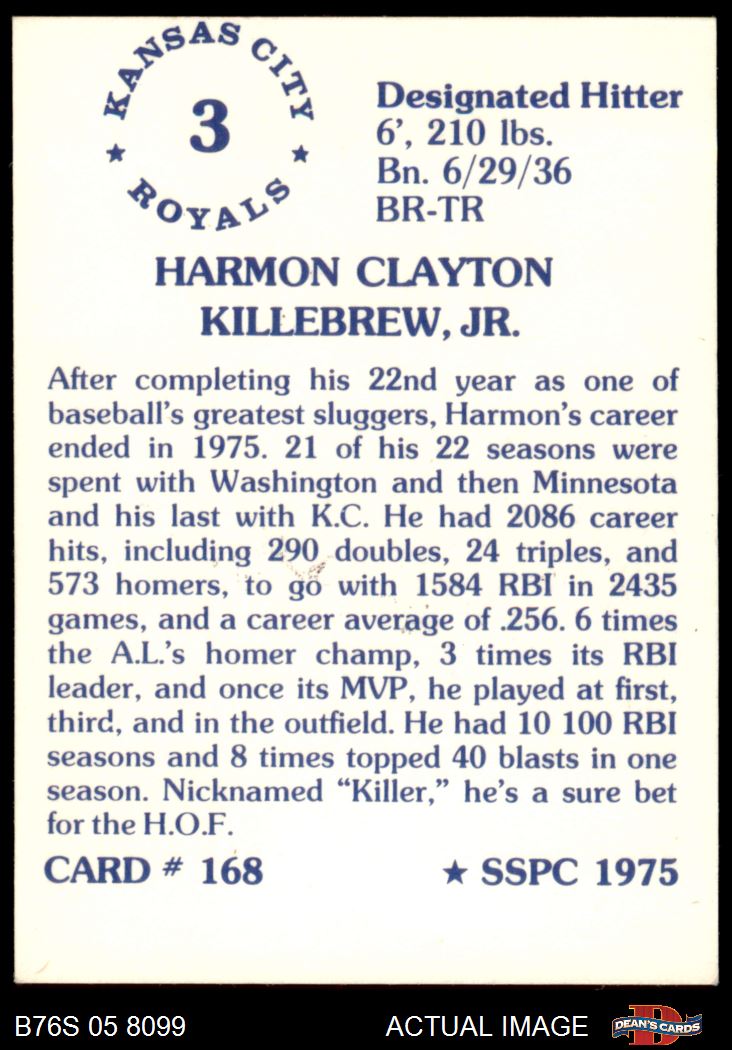 KANSAS CITY
3
ROYALS
Designated Hitter
6', 210 lbs.
Bn. 6/29/36
BR-TR
HARMON CLAYTON
KILLEBREW, JR.
After completing his 22nd year as one of
baseball's greatest sluggers, Harmon's career
ended in 1975. 21 of his 22 seasons were
spent with Washington and then Minnesota
and his last with K.C. He had 2086 career
hits, including 290 doubles, 24 triples, and
573 homers, to go with 1584 RBI in 2435
games, and a career average of .256. 6 times
the A.L.'s homer champ, 3 times its RBI
leader, and once its MVP, he played at first,
third, and in the outfield. He had 10 100 RBI
seasons and 8 times topped 40 blasts in one
season. Nicknamed “Killer,” he's a sure bet
for the H.O.F.
CARD # 168 ★ SSPC 1975
B76S 05 8099 ACTUAL IMAGE D DEAN'S CARDS